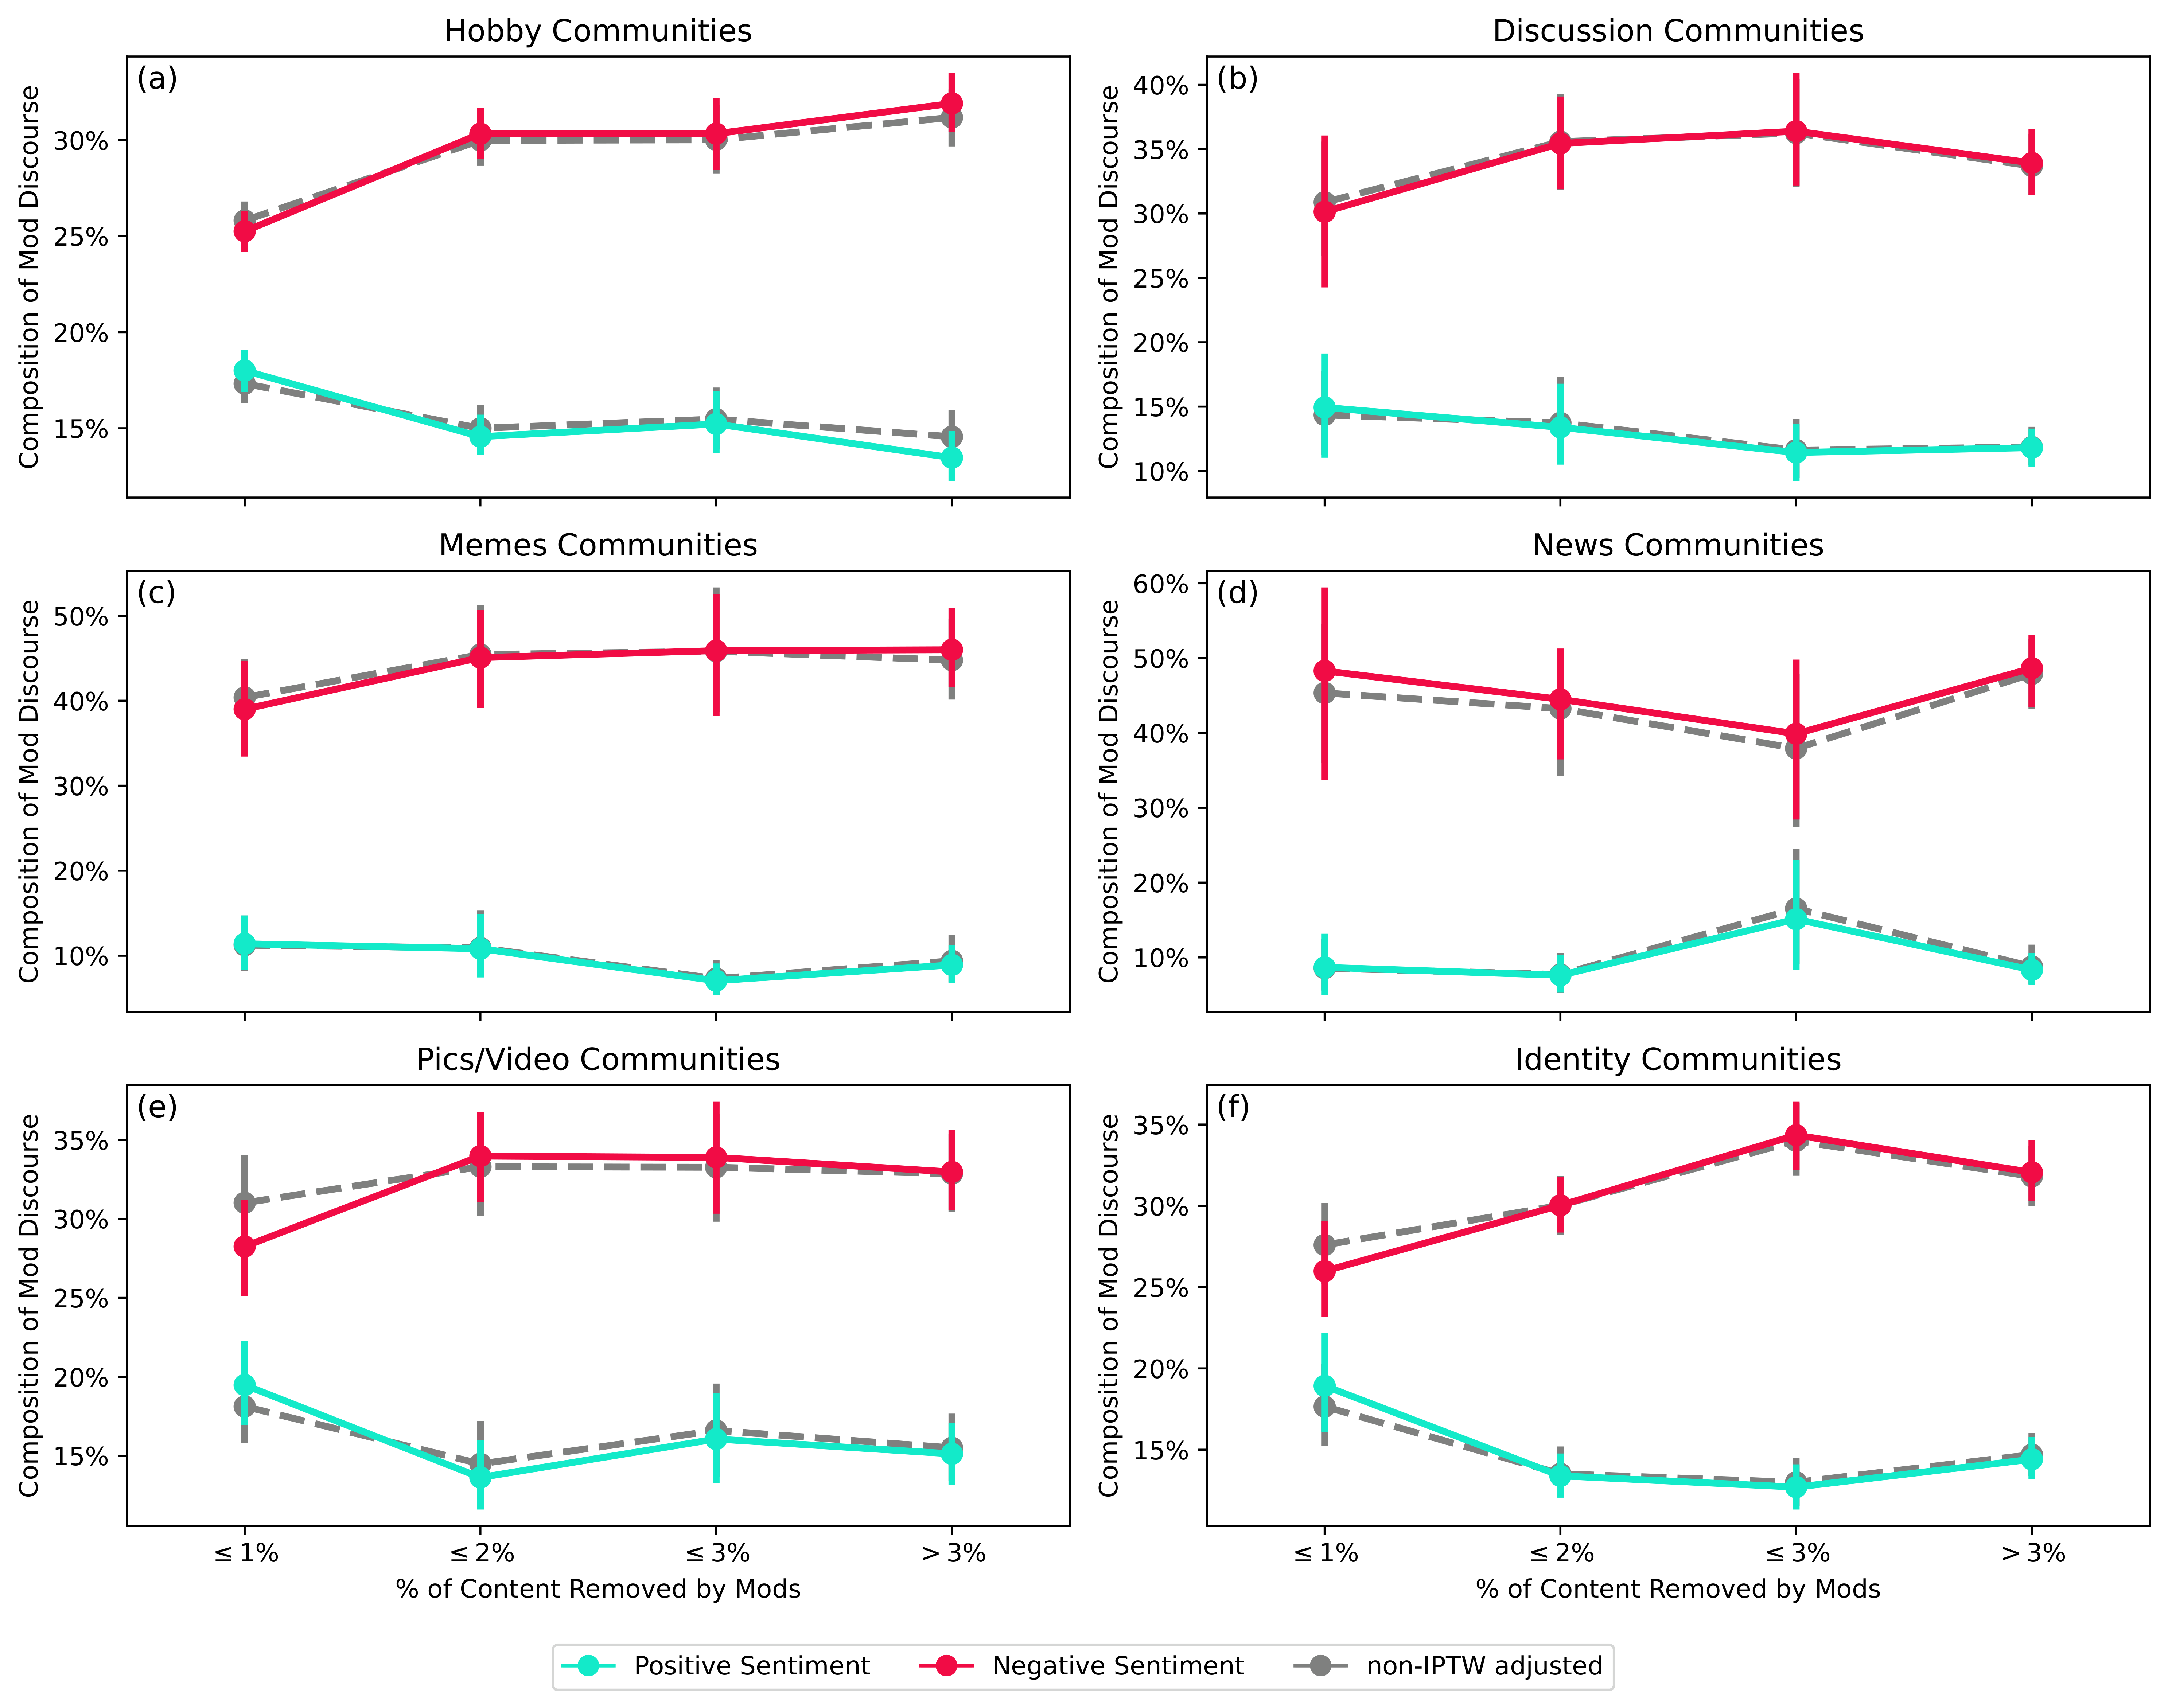 Hobby Communities
(a)
Composition of Mod Discourse
30%
25%
20%
15%
Discussion Communities
(b)
Composition of Mod Discourse
40%
35%
30%
25%
20%
15%
10%
Memes Communities
(c)
Composition of Mod Discourse
50%
40%
30%
20%
10%
News Communities
(d)
Composition of Mod Discourse
60%
50%
40%
30%
20%
10%
Pics/Video Communities
(e)
Composition of Mod Discourse
35%
30%
25%
20%
15%
≤ 1% ≤ 2% ≤ 3% > 3%
% of Content Removed by Mods
Identity Communities
(f)
Composition of Mod Discourse
35%
30%
25%
20%
15%
≤ 1% ≤ 2% ≤ 3% > 3%
% of Content Removed by Mods
Positive Sentiment Negative Sentiment non-IPTW adjusted